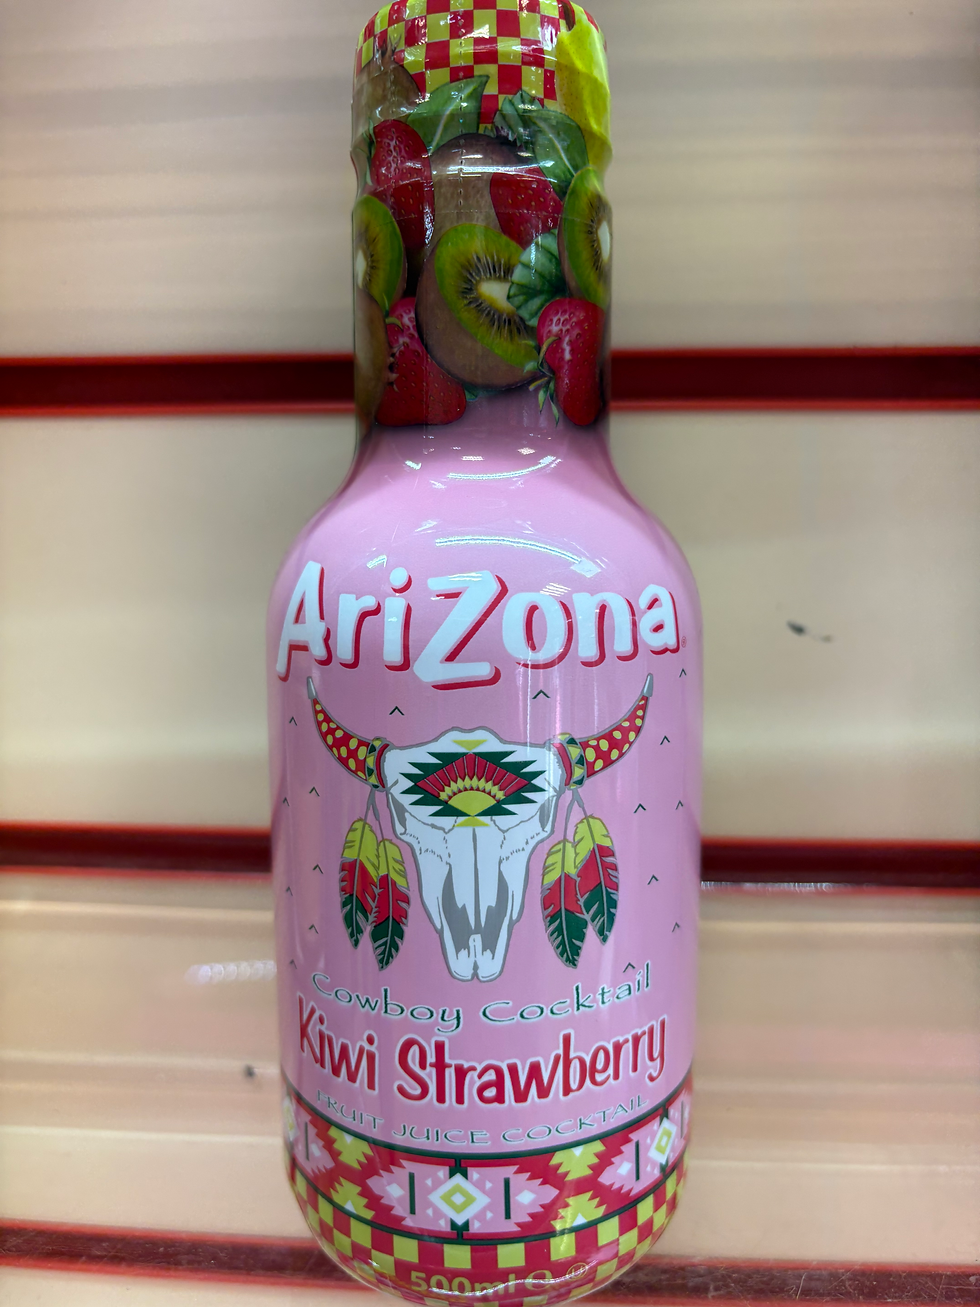 AriZona
Cowboy Cocktail
Kiwi Strawberry
FRUIT JUICE COCKTAIL
500ml e